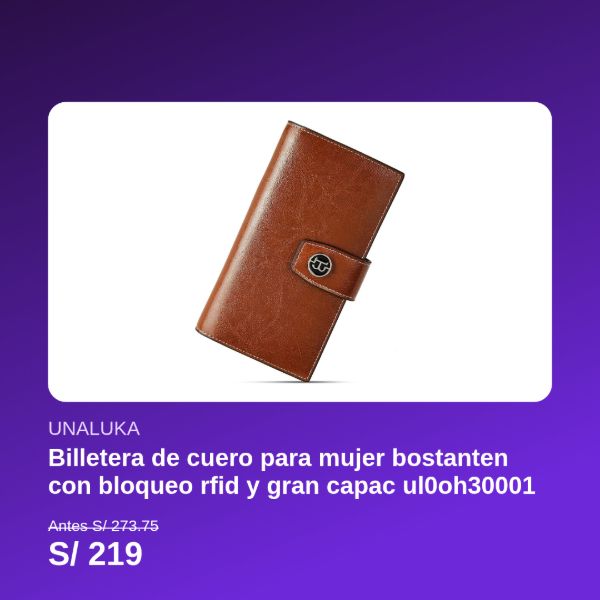 UNALUKA
Billetera de cuero para mujer bostanten
con bloqueo rfid y gran capac ul0oh30001
Antes S/ 273.75
S/ 219